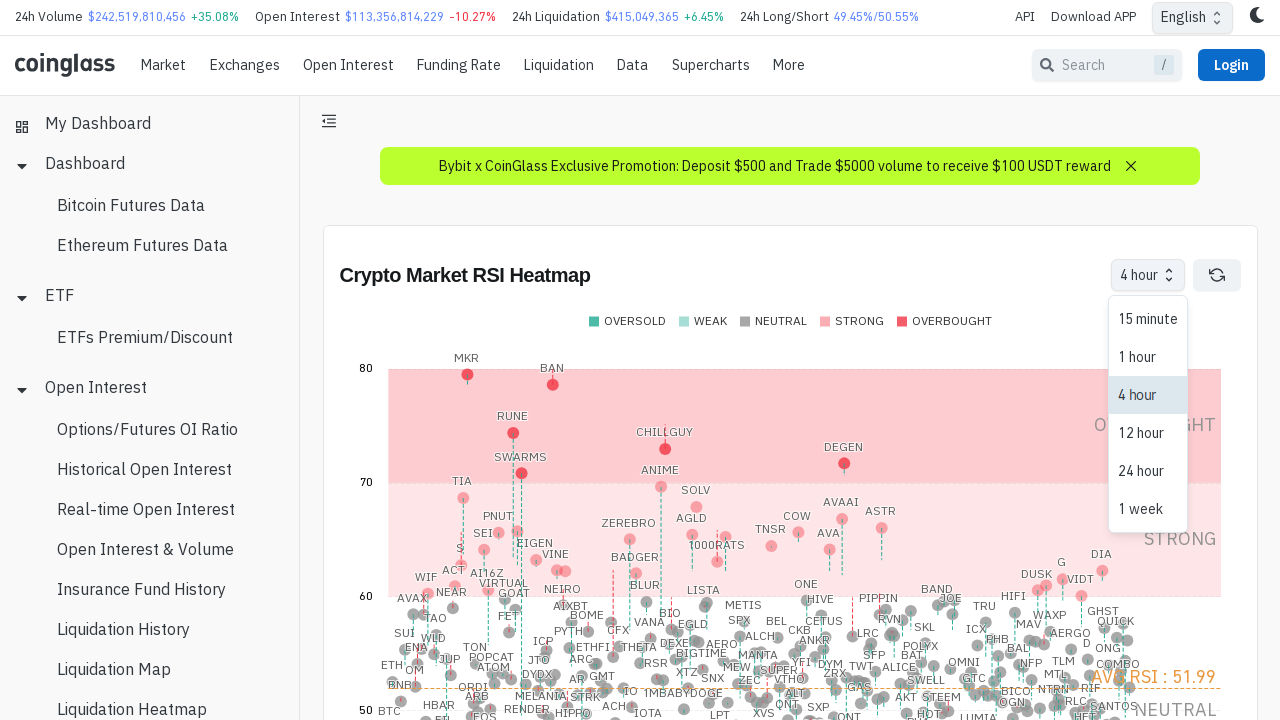 24h Volume $242,519,810,456 +35.08% Open Interest $113,356,814,229 -10.27% 24h Liquidation $415,049,365 +6.45% 24h Long/Short 49.45%/50.55% API Download APP English
coinglass Market Exchanges Open Interest Funding Rate Liquidation Data Supercharts More Search / Login
My Dashboard
Dashboard
Bitcoin Futures Data
Ethereum Futures Data
ETF
ETFs Premium/Discount
Open Interest
Options/Futures OI Ratio
Historical Open Interest
Real-time Open Interest
Open Interest & Volume
Insurance Fund History
Liquidation History
Liquidation Map
Liquidation Heatmap
Bybit x CoinGlass Exclusive Promotion: Deposit $500 and Trade $5000 volume to receive $100 USDT reward
Crypto Market RSI Heatmap
4 hour
15 minute
1 hour
4 hour
12 hour
24 hour
1 week
OVERSOLD WEAK NEUTRAL STRONG OVERBOUGHT
80
MKR
BAN
RUNE
CHILLGUY
DEGEN
SWARMS
70
TIA
ANIME
SOLV
AVAAI
ASTR
PNUT
ZEREBRO
AGLD
COW
TNSR
AVA
SEI
EIGEN
1000RATS
S
VINE
BADGER
DIA
G
ACT
AI16Z
DUSK
VIDT
WIF
VIRTUAL
NEIRO
BLUR
LISTA
ONE
BAND
60
AVAX
NEAR
GOAT
AIXBT
METIS
HIVE
PIPPIN
JOE
TRU
HIFI
GHST
TAO
FET
BOME
BIO
SPX
BEL
CETUS
RVN
SKL
WAXP
QUICK
SUI
WLD
PYTH
CFX
VANA
EGLD
ALCH
CKB
LRC
ICX
MAV
AERGO
ENA
TON
ICP
ETHFI
THETA
DEXE
AERO
ANKR
POLYX
PHB
BAL
D
ONG
ETH
OM
JUP
POPCAT
ATOM
JTO
ARC
RSR
BIGTIME
MANTA
YFI
DYM
SFP
BAT
OMNI
NFP
TLM
COMBO
BNB
ORDI
DYDX
AR
GMT
XTZ
SNX
MEW
ZEC
SUPER
VTHO
ZRX
TWT
ALICE
SWELL
GTC
MTL
AVG RSI : 51.99
ARB
MELANIA
STRK
IO
1MBABYDOGE
ALT
GAS
AKT
STEEM
BICO
NTRN
RIF
RLC
50
BTC
HBAR
RENDER
ACH
QNT
SXP
OGN
SANTOS
NEUTRAL
EOS
HIPPO
IOTA
LPT
XVS
ONT
IOT
LUMIA
HFT
STRONG